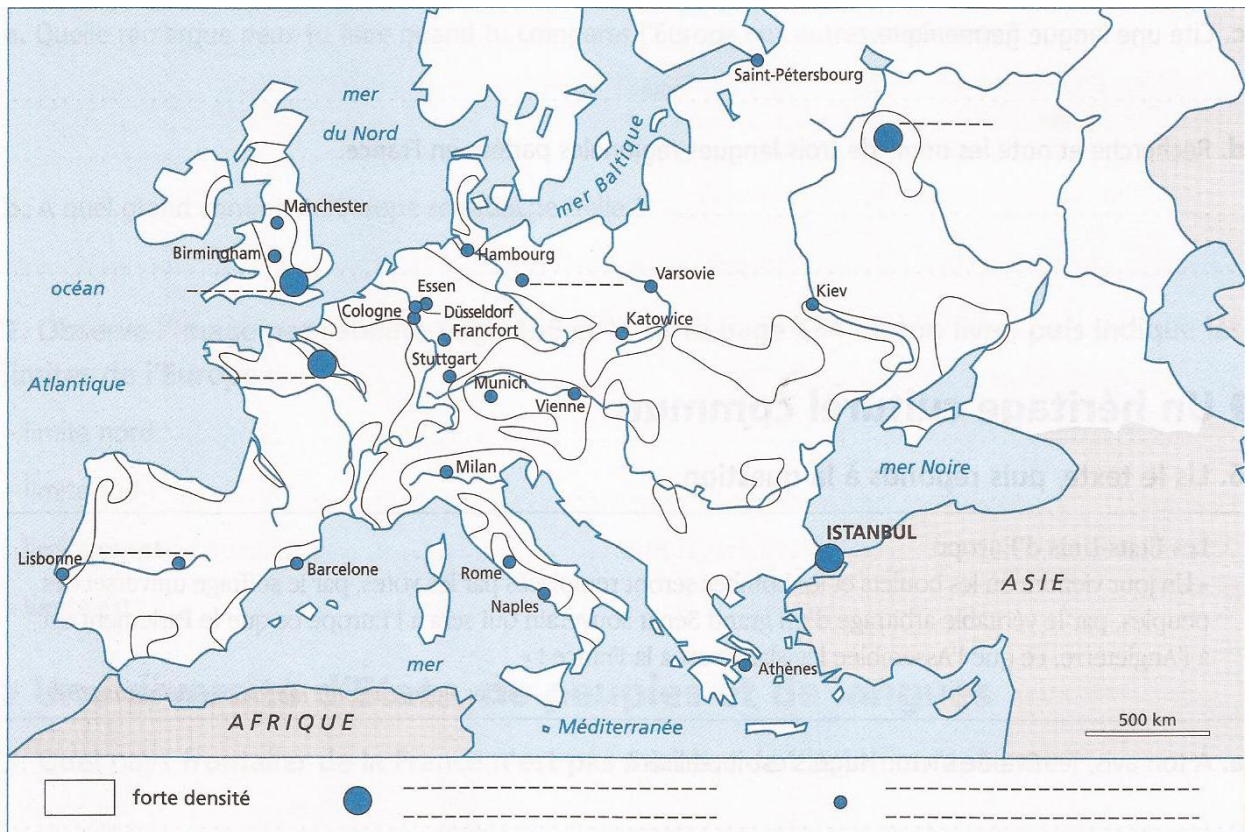 Saint-Pétersbourg
mer
du Nord
mer Baltique
Manchester
Birmingham
Hambourg
océan
Essen
Varsovie
Kiev
Cologne
Düsseldorf
Francfort
Katowice
Stuttgart
Atlantique
Munich
Vienne
Milan
mer Noire
ISTANBUL
Lisbonne
Barcelone
Rome
ASIE
Naples
mer
Athènes
AFRIQUE
Méditerranée
500 km
forte densité